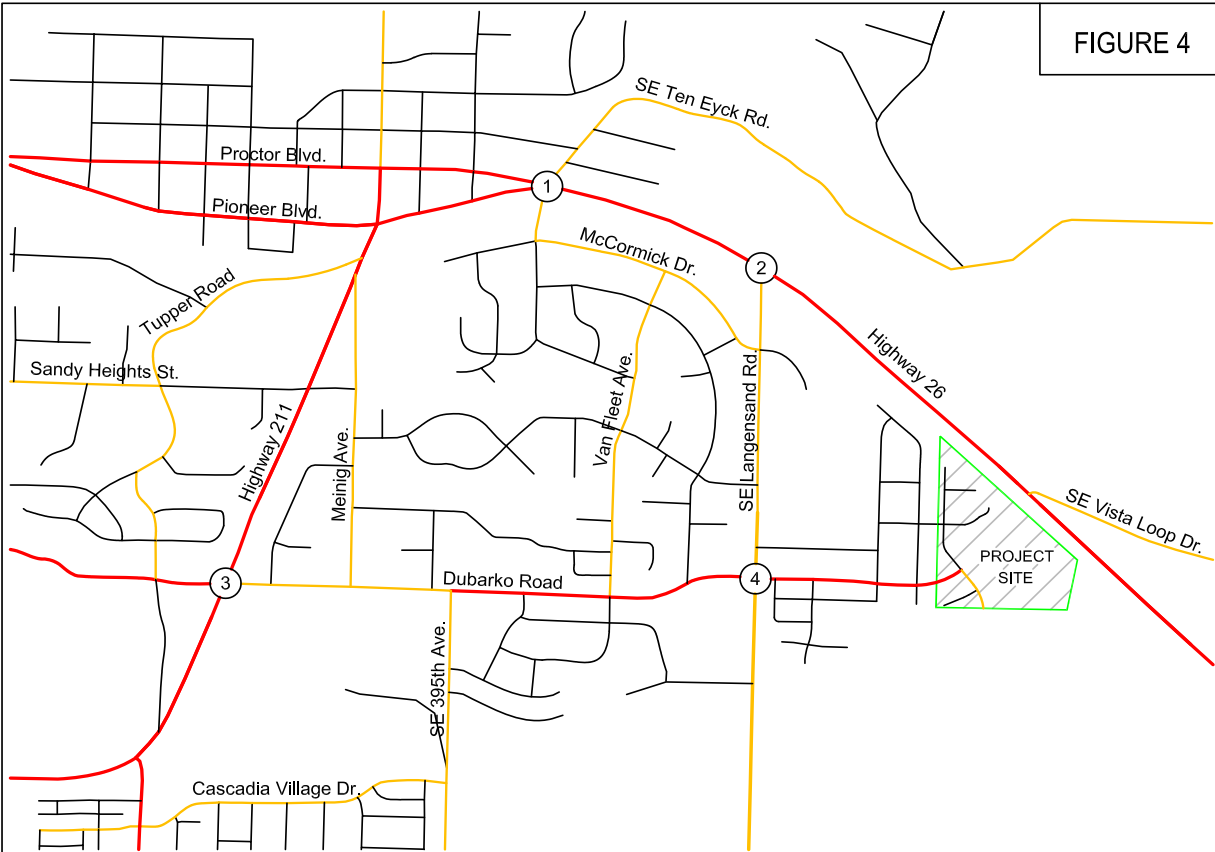 FIGURE 4
SE Ten Eyck Rd.
Proctor Blvd.
1
Pioneer Blvd.
McCormick Dr.
2
Tupper Road
Highway 26
Sandy Heights St.
Van Fleet Ave.
SE Langensand Rd.
Highway 211
Meinig Ave.
SE Vista Loop Dr.
PROJECT
SITE
3
Dubarko Road
4
SE 395th Ave.
Cascadia Village Dr.